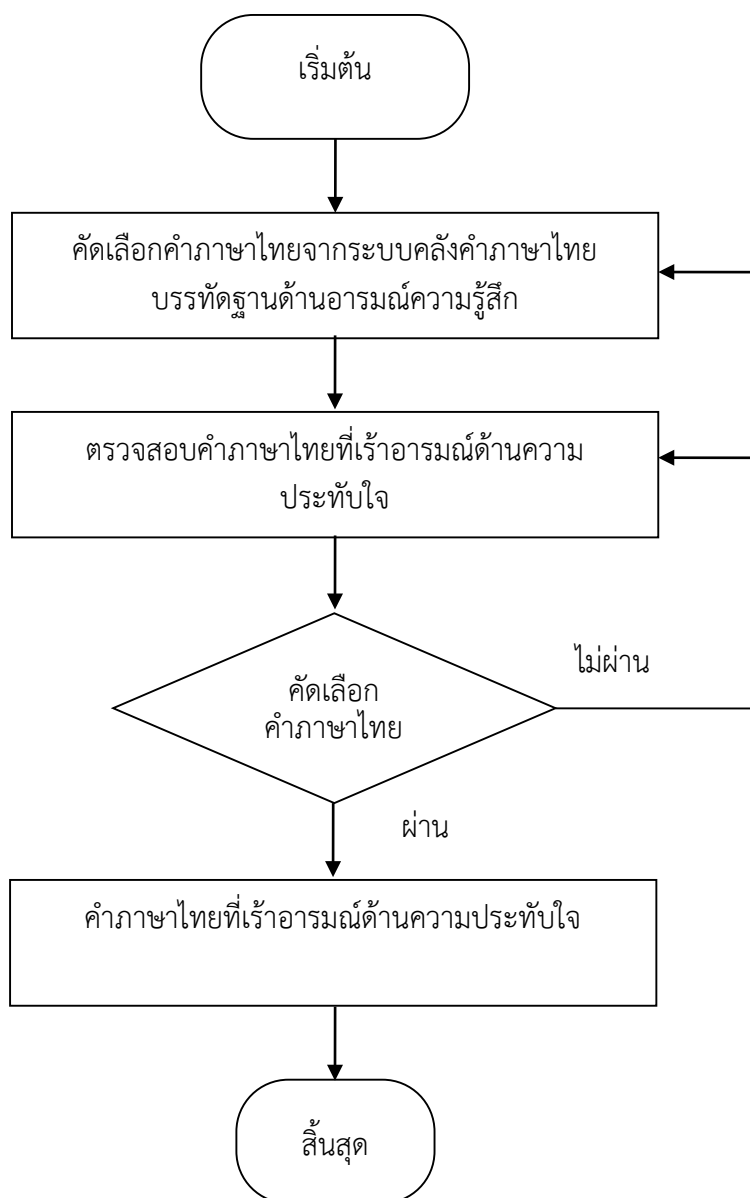 เริ่มต้น
คัดเลือกคำภาษาไทยจากระบบคลังคำภาษาไทย
บรรทัดฐานด้านอารมณ์ความรู้สึก
ตรวจสอบคำภาษาไทยที่เร้าอารมณ์ด้านความ
ประทับใจ
ไม่ผ่าน
คัดเลือก
คำภาษาไทย
ผ่าน
คำภาษาไทยที่เร้าอารมณ์ด้านความประทับใจ
สิ้นสุด